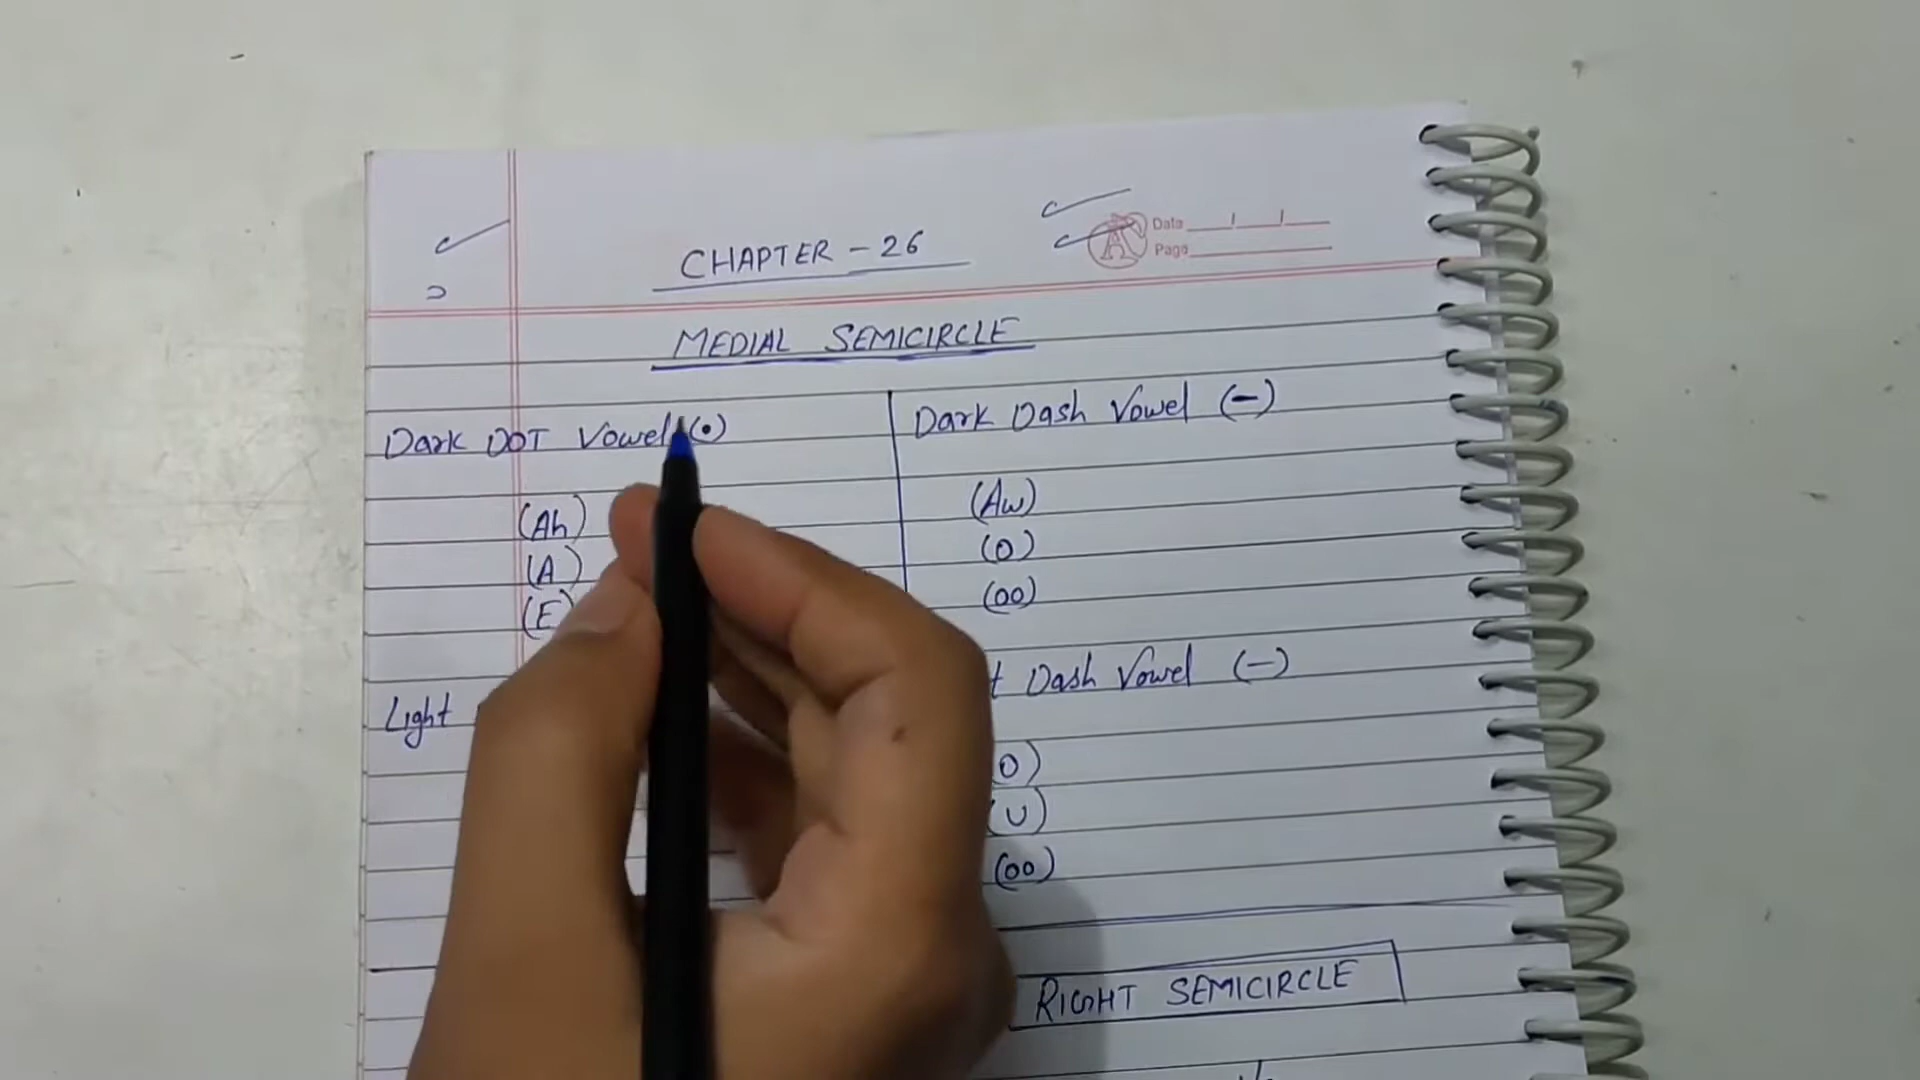 CHAPTER - 26
Date
Page
MEDIAL SEMICIRCLE
Dark DOT Vowel (•)
(Ah)
(A)
(E)
Light
Dark Dash Vowel (–)
(Aw)
(O)
(oo)
Dash Vowel (–)
(O)
(U)
(oo)
RIGHT SEMICIRCLE